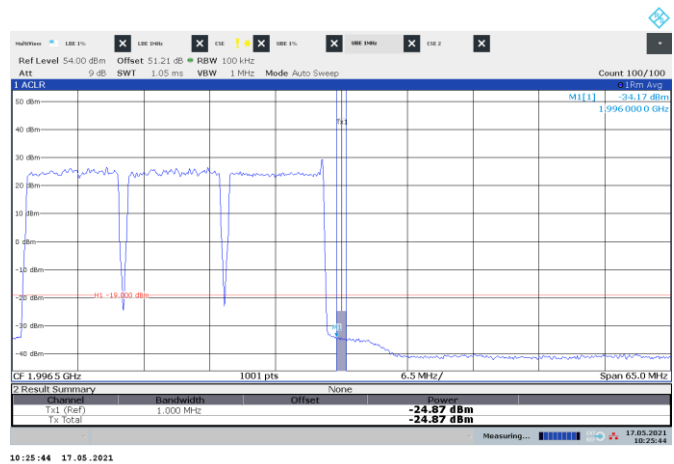 MultiView LBE 1% LBE 1MHz CSE UBE 1% UBE 1MHz CSE 2
Ref Level 54.00 dBm Offset 51.21 dB RBW 100 kHz
Att 9 dB SWT 1.05 ms VBW 1 MHz Mode Auto Sweep Count 100/100
1 ACLR 1Rm Avg
M1[1] -34.17 dBm
1.996 000 0 GHz
50 dBm
Tx1
40 dBm
30 dBm
20 dBm
10 dBm
0 dBm
-10 dBm
-20 dBm H1 -19.000 dBm
-30 dBm
M1
-40 dBm
CF 1.9965 GHz 1001 pts 6.5 MHz/ Span 65.0 MHz
2 Result Summary None
Channel Bandwidth Offset Power
Tx1 (Ref) 1.000 MHz -24.87 dBm
Tx Total -24.87 dBm
Measuring... 17.05.2021
10:25:44
10:25:44 17.05.2021